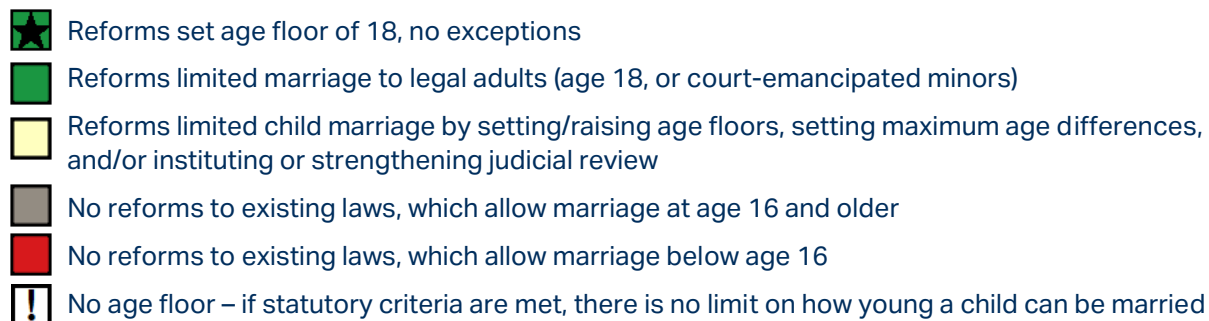 Reforms set age floor of 18, no exceptions
Reforms limited marriage to legal adults (age 18, or court-emancipated minors)
Reforms limited child marriage by setting/raising age floors, setting maximum age differences,
and/or instituting or strengthening judicial review
No reforms to existing laws, which allow marriage at age 16 and older
No reforms to existing laws, which allow marriage below age 16
! No age floor – if statutory criteria are met, there is no limit on how young a child can be married